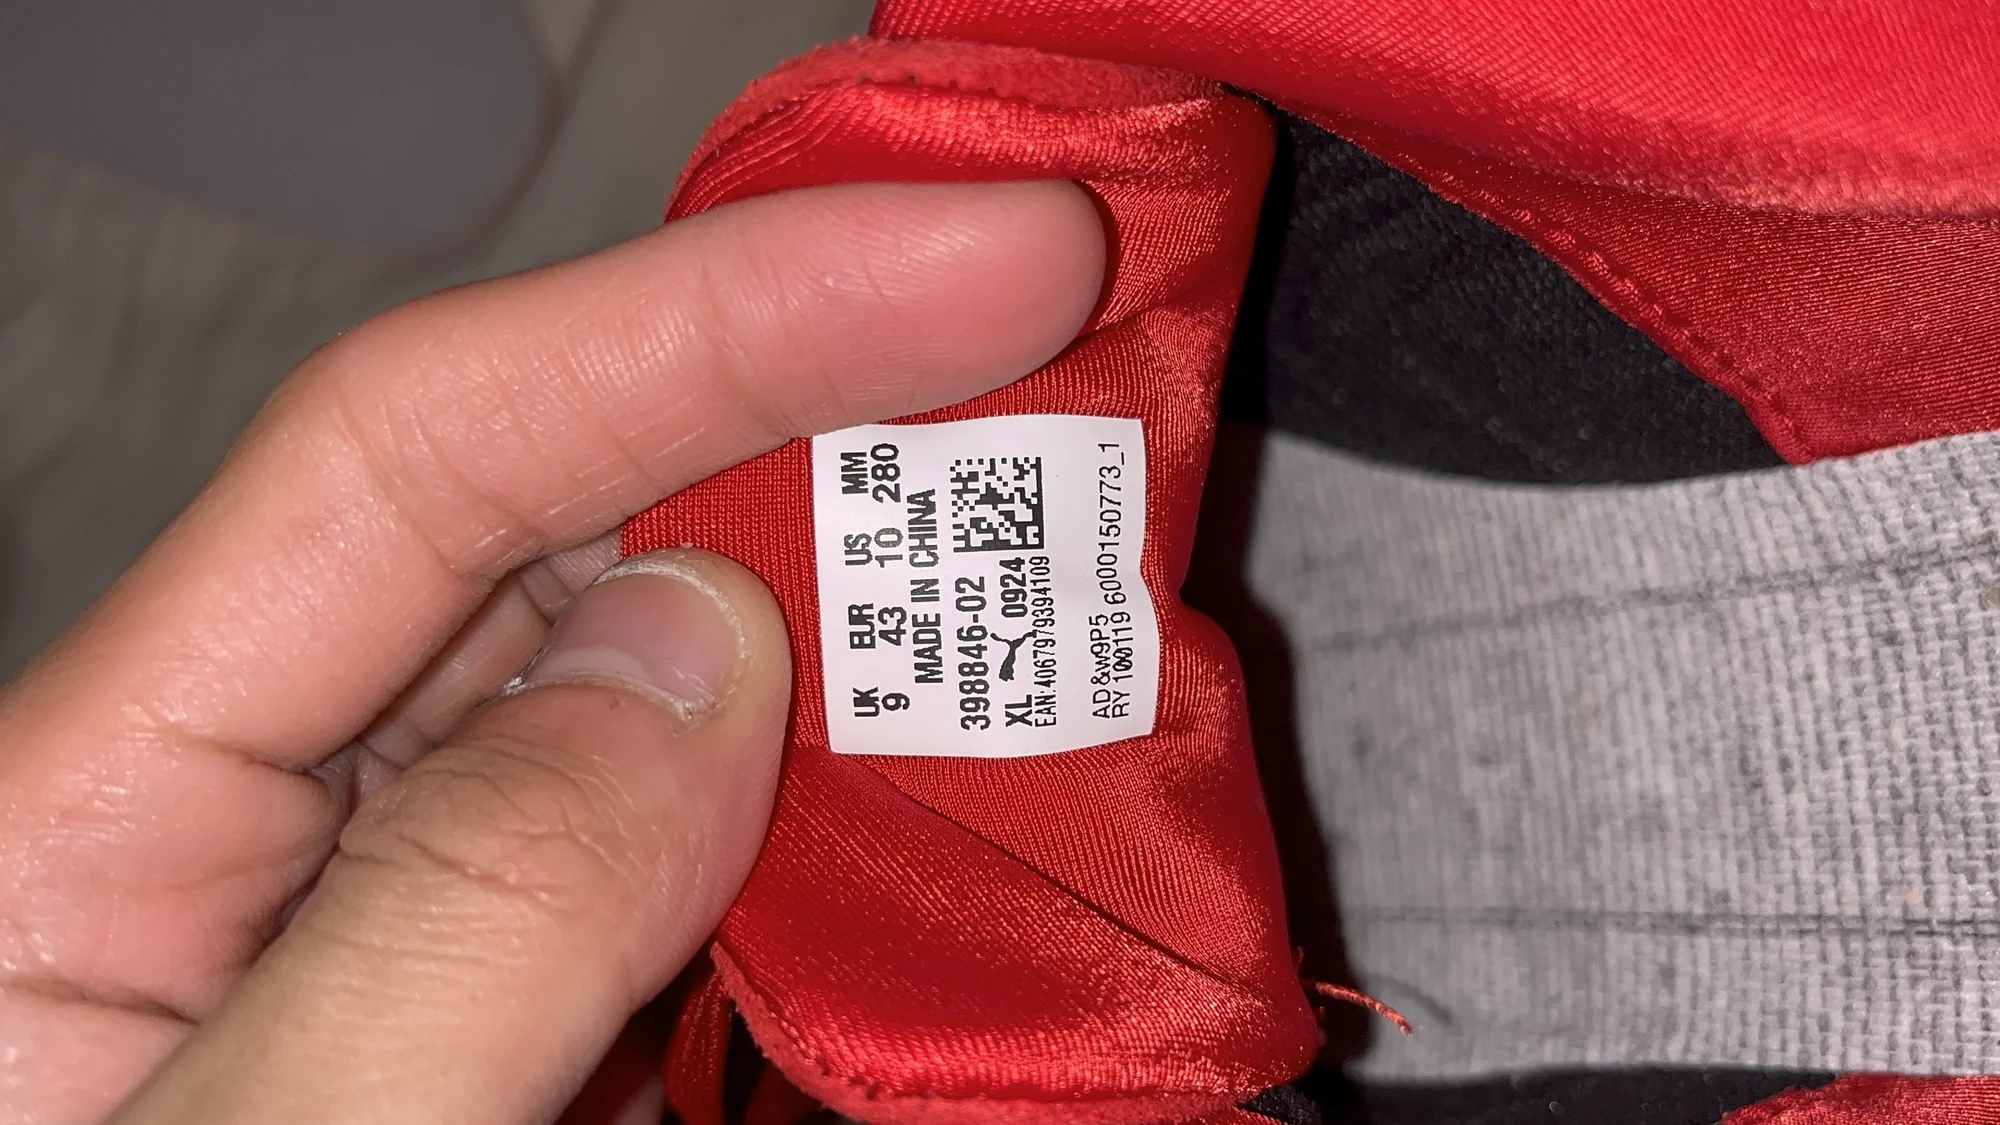 UK EUR US MM
9 43 10 280
MADE IN CHINA
398846-02
XL 0924
EAN:4067979394109
AD&w9P5
RY 100119 6000150773_1